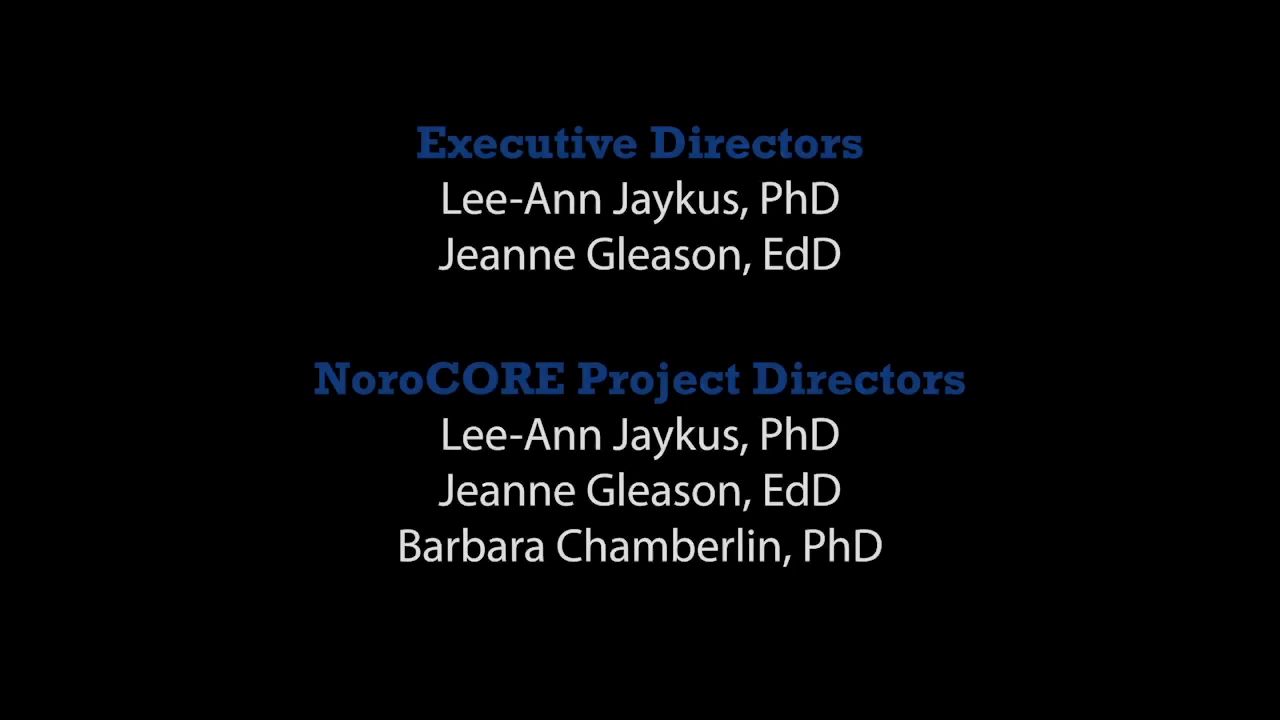 Executive Directors
Lee-Ann Jaykus, PhD
Jeanne Gleason, EdD
NoroCORE Project Directors
Lee-Ann Jaykus, PhD
Jeanne Gleason, EdD
Barbara Chamberlin, PhD